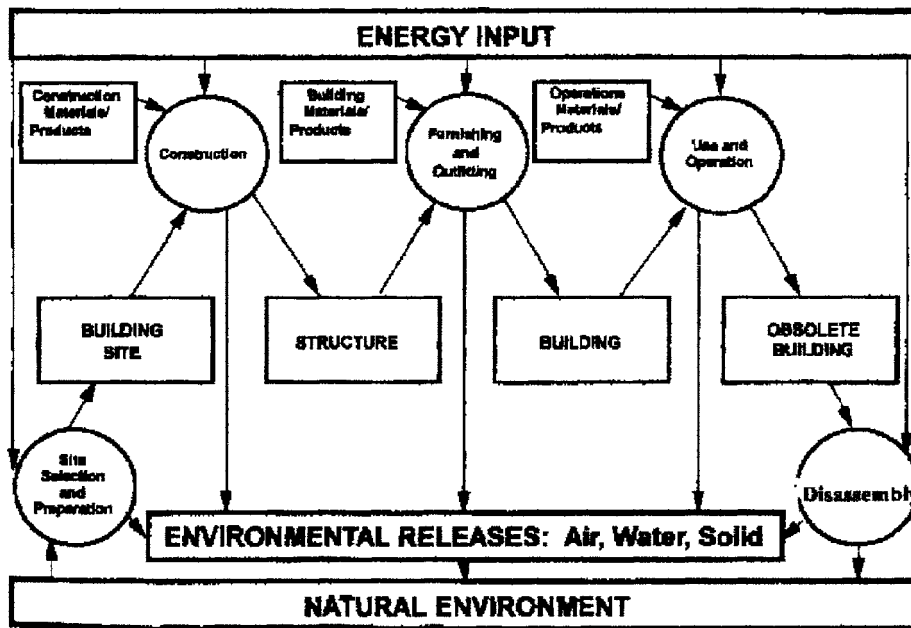 ENERGY INPUT
Construction
Materials/
Products
Construction
Building
Materials/
Products
Furnishing
and
Outfitting
Operations
Materials/
Products
Use and
Operation
BUILDING
SITE
STRUCTURE
BUILDING
OBSOLETE
BUILDING
Site
Selection
and
Preparation
Disassembly
ENVIRONMENTAL RELEASES: Air, Water, Solid
NATURAL ENVIRONMENT